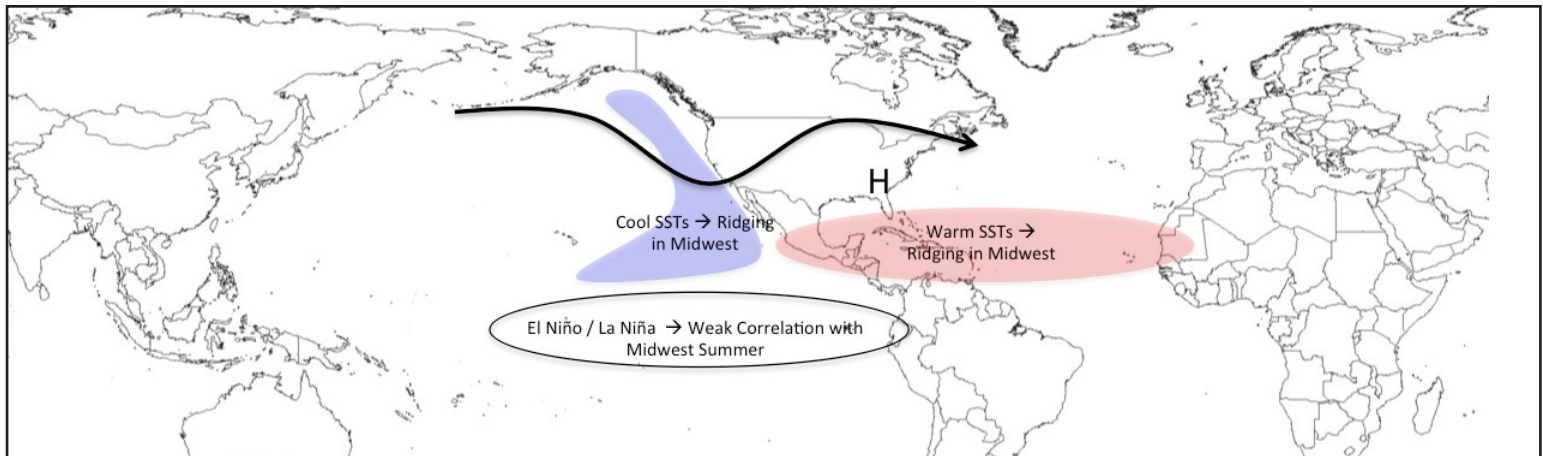 H
Cool SSTs → Ridging
in Midwest
Warm SSTs →
Ridging in Midwest
El Niño / La Niña → Weak Correlation with
Midwest Summer